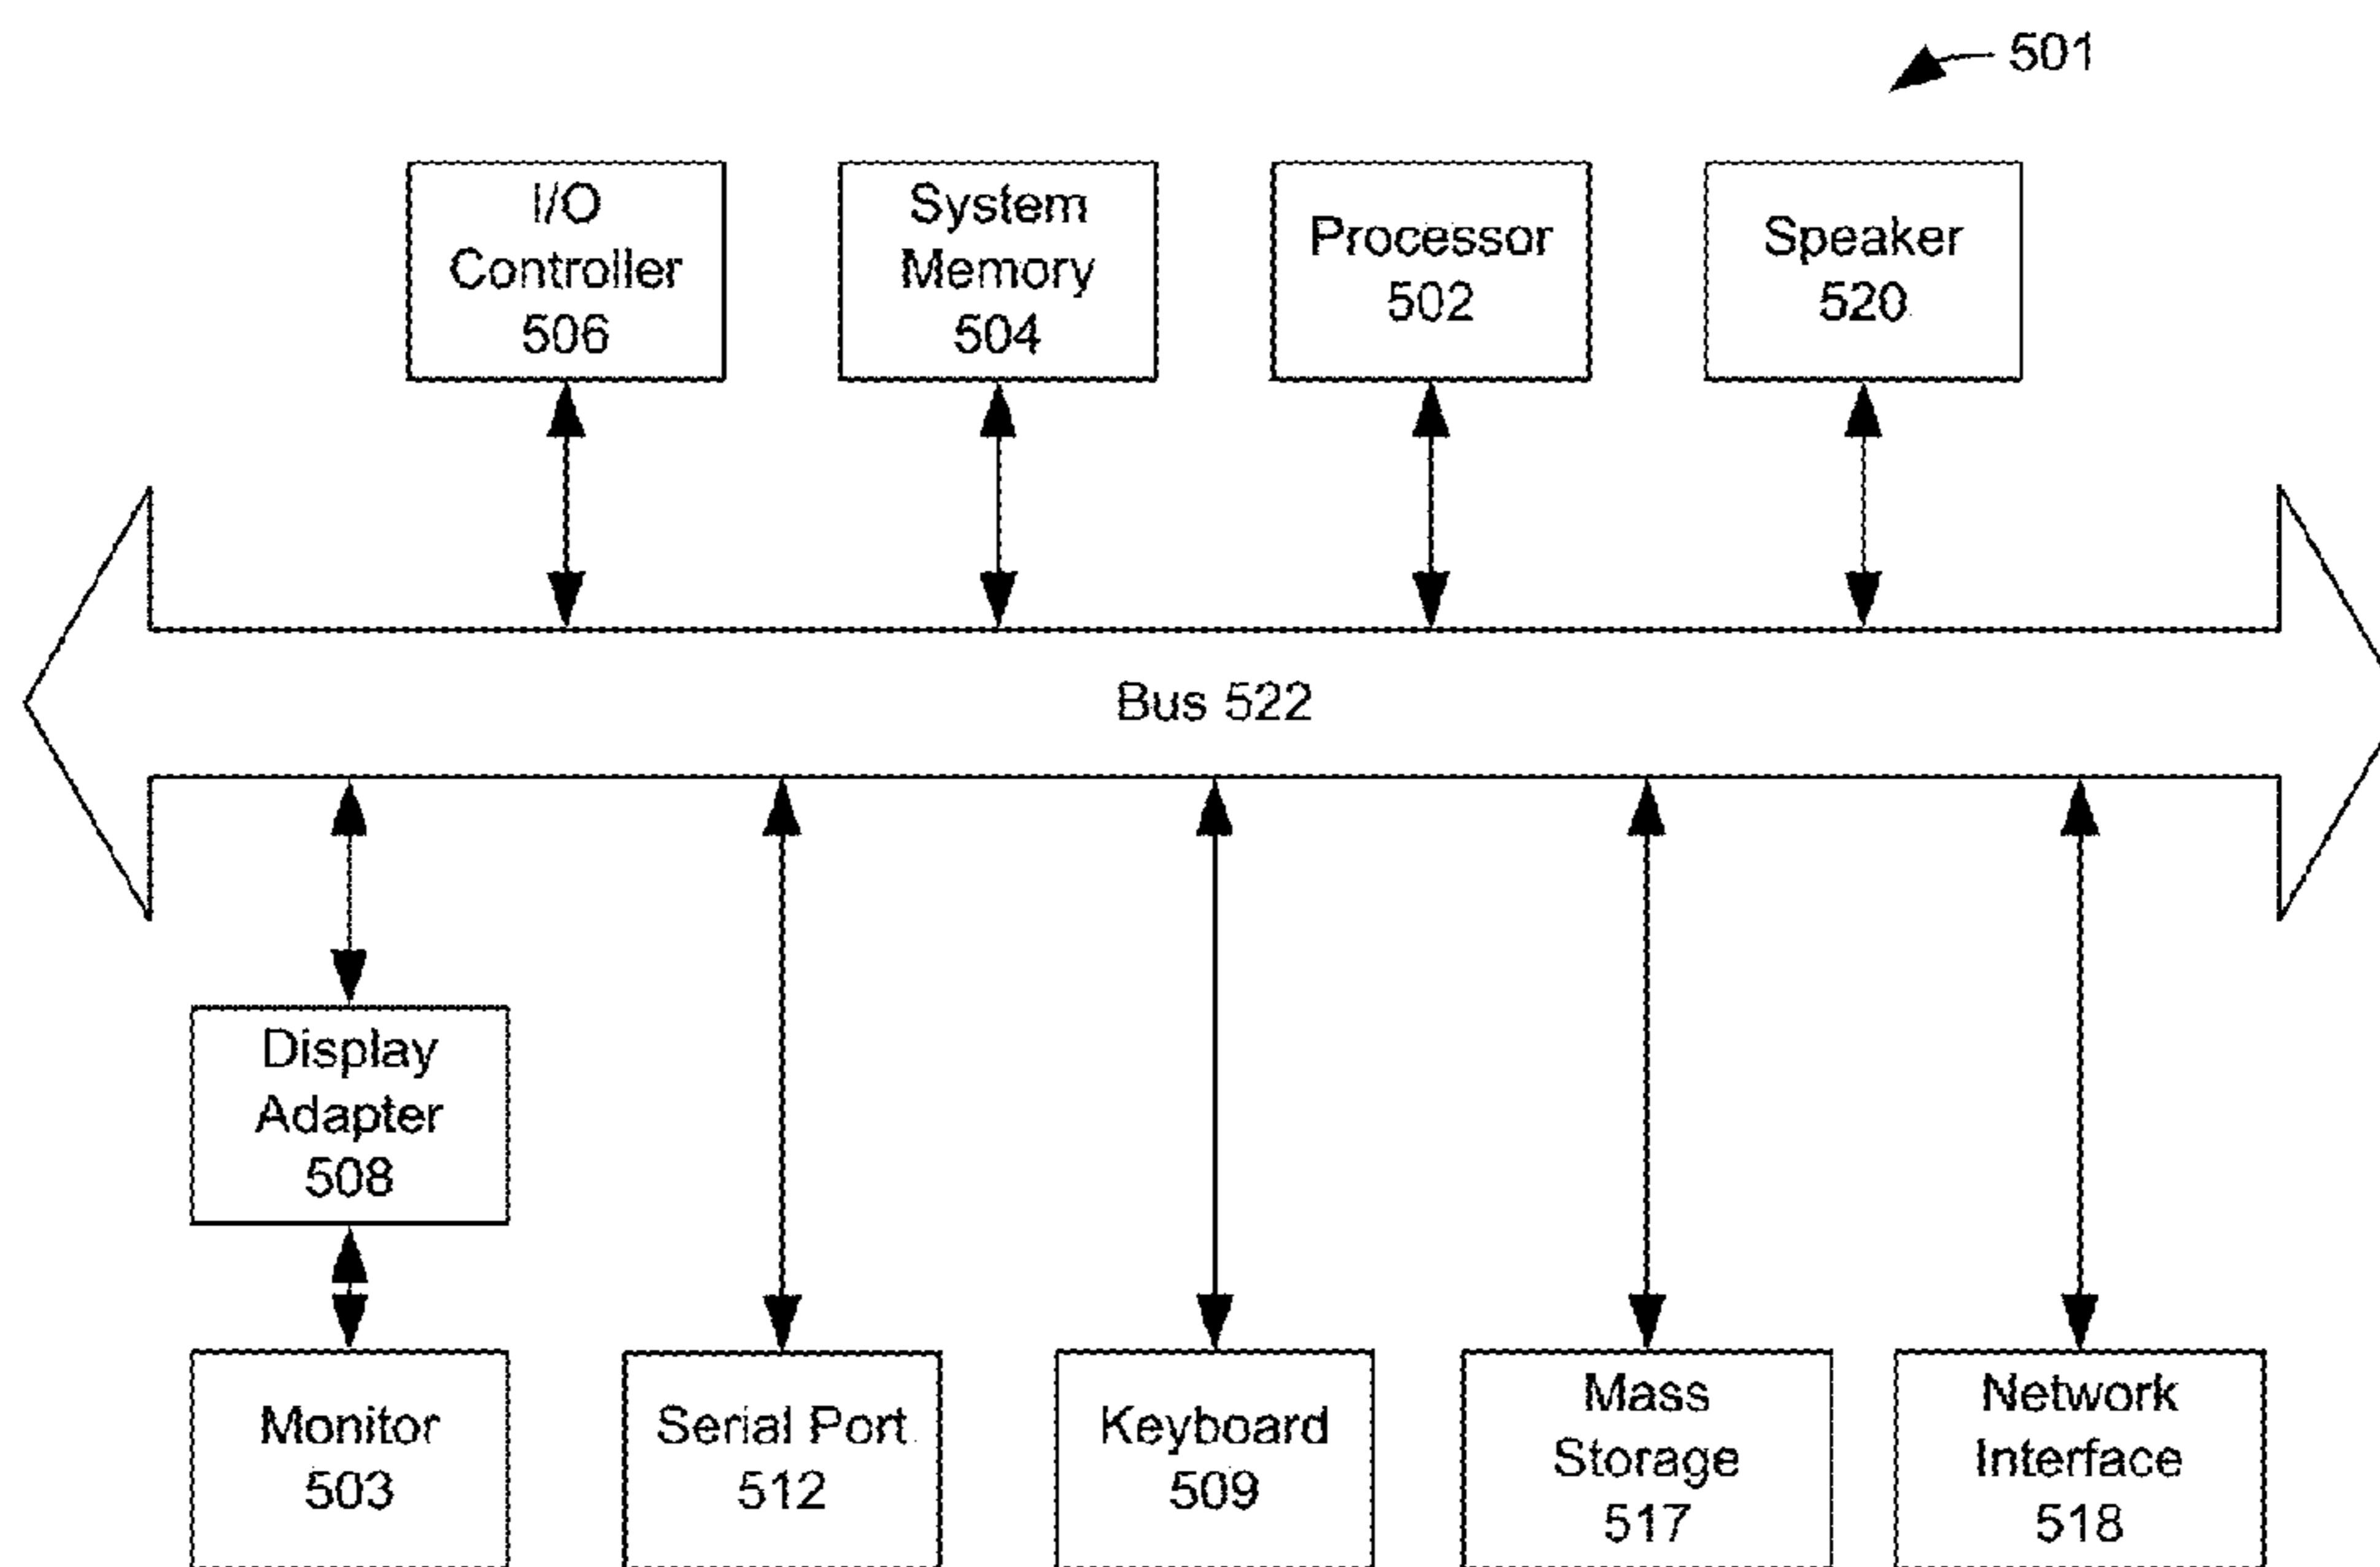 501
I/O
Controller
506
System
Memory
504
Processor
502
Speaker
520
Bus 522
Display
Adapter
508
Monitor
503
Serial Port
512
Keyboard
509
Mass
Storage
517
Network
Interface
518